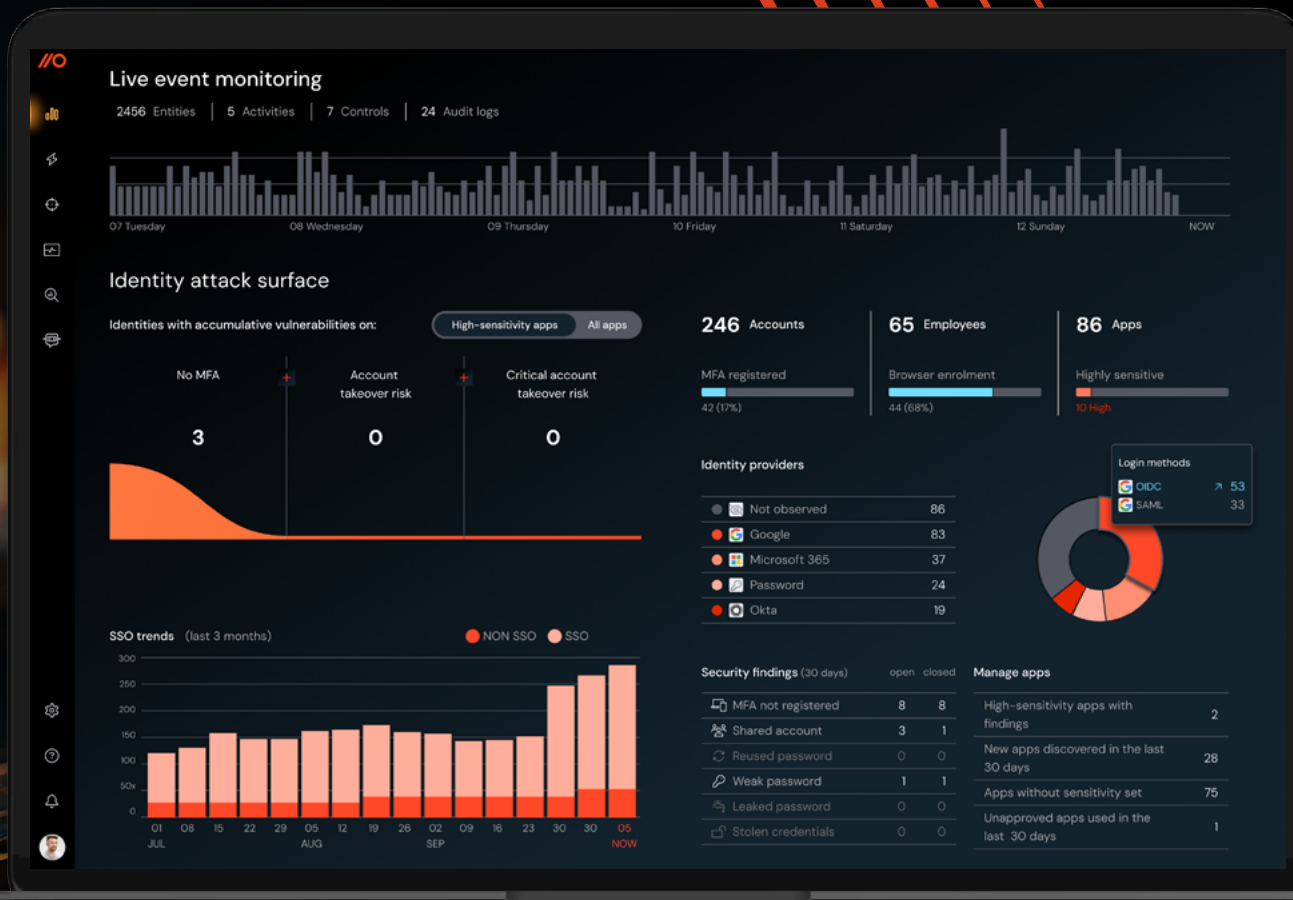 Live event monitoring
2456 Entities | 5 Activities | 7 Controls | 24 Audit logs
07 Tuesday 08 Wednesday 09 Thursday 10 Friday 11 Saturday 12 Sunday NOW
Identity attack surface
Identities with accumulative vulnerabilities on:
High-sensitivity apps All apps
No MFA
+
Account
takeover risk
+
Critical account
takeover risk
3 0 0
246 Accounts
MFA registered
42 (17%)
65 Employees
Browser enrolment
44 (68%)
86 Apps
Highly sensitive
10 High
Identity providers
Not observed 86
Google 83
Microsoft 365 37
Password 24
Okta 19
Login methods
OIDC 53
SAML 33
SSO trends (last 3 months)
NON SSO SSO
300
250
200
150
100
50x
0
01 08 15 22 29 05 12 19 26 02 09 16 23 30 30 05
JUL AUG SEP NOW
Security findings (30 days) open closed
MFA not registered 8 8
Shared account 3 1
Reused password 0 0
Weak password 1 1
Leaked password 0 0
Stolen credentials 0 0
Manage apps
High-sensitivity apps with
findings 2
New apps discovered in the last
30 days 28
Apps without sensitivity set 75
Unapproved apps used in the
last 30 days 1